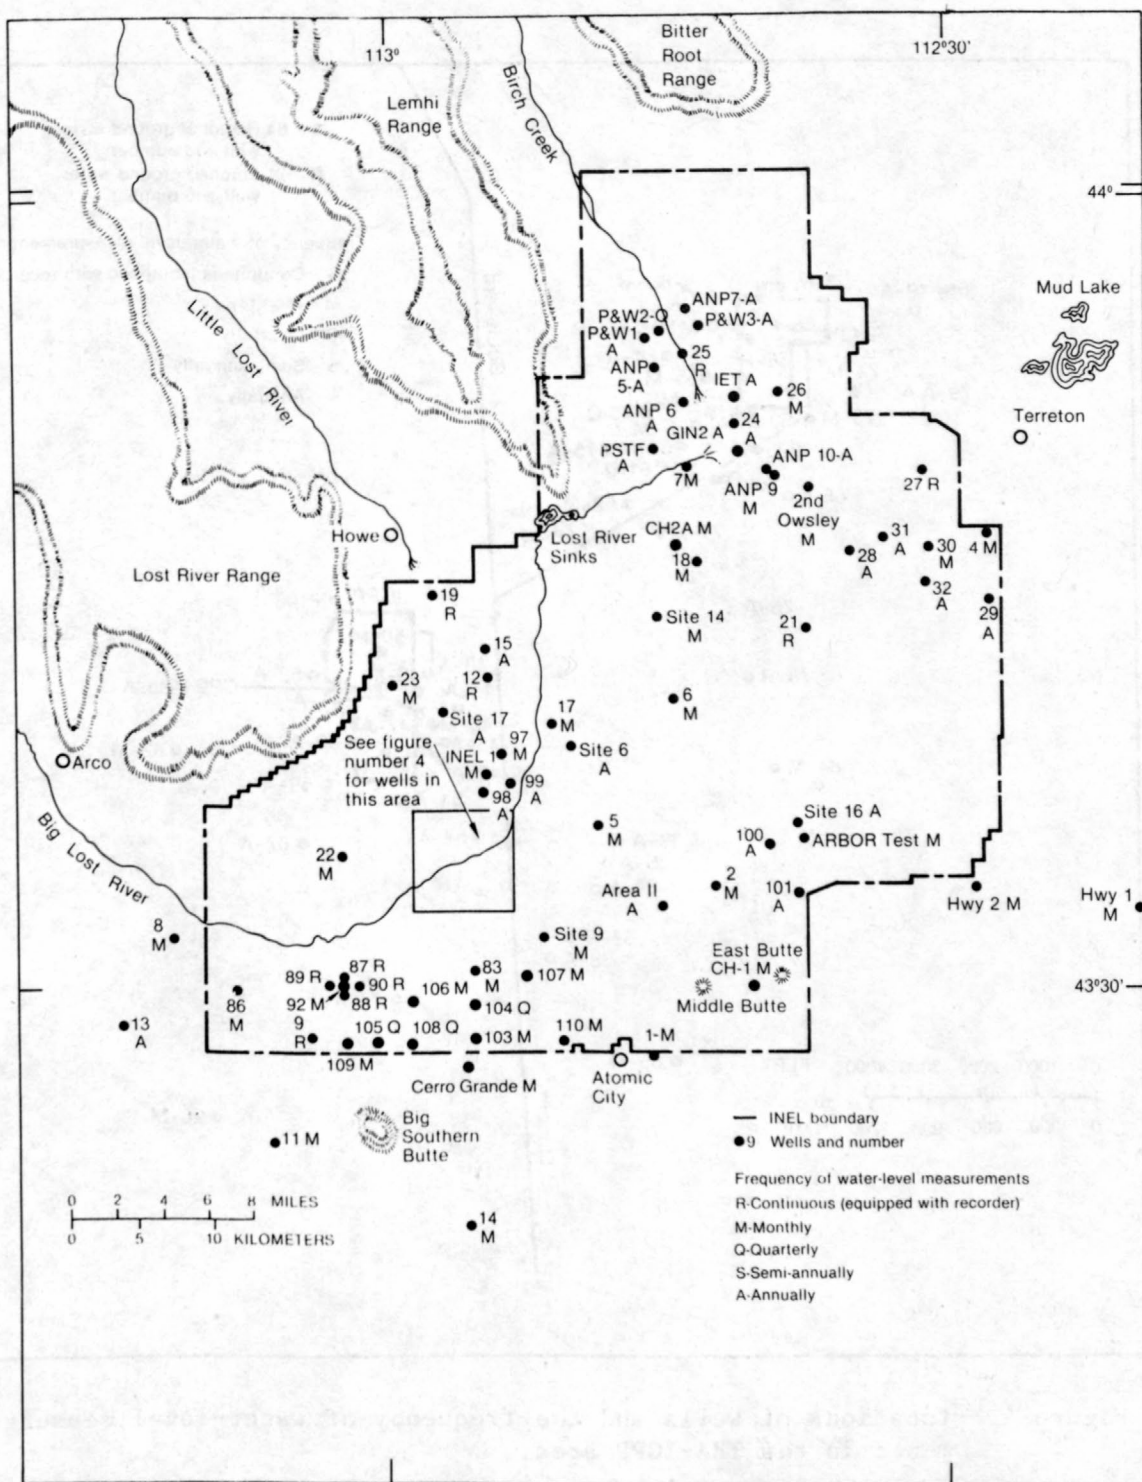 113°
112°30'
Bitter
Root
Range
Lemhi
Range
Birch Creek
44°
Little Lost River
Mud Lake
ANP7-A
P&W2-Q
P&W3-A
P&W1
A
25
R
ANP
5-A
IET A
26
M
Terreton
ANP 6
A
24
A
GIN2 A
PSTF
A
ANP 10-A
7M
ANP 9
M
27 R
2nd
Owsley
M
Howe
Lost River
Sinks
CH2A M
31
A
30
M
4 M
28
A
18
M
Lost River Range
32
A
19
R
29
A
Site 14
M
21
R
15
A
12
R
23
M
6
M
Site 17
A
17
M
97
M
Site 6
A
See figure
number 4
for wells in
this area
INEL 1
M
Arco
99
A
98
A
Site 16 A
5
M
100
A
ARBOR Test M
Big Lost River
22
M
2
M
Area II
A
101
A
Hwy 2 M
Hwy 1
M
8
M
Site 9
M
East Butte
CH-1 M
87 R
89 R
90 R
83
M
107 M
106 M
92 M
88 R
86
M
104 Q
Middle Butte
43°30'
13
A
9
R
105 Q
108 Q
103 M
110 M
1-M
109 M
Cerro Grande M
Atomic
City
Big
Southern
Butte
11 M
INEL boundary
9 Wells and number
Frequency of water-level measurements
R-Continuous (equipped with recorder)
M-Monthly
Q-Quarterly
S-Semi-annually
A-Annually
0 2 4 6 8 MILES
0 5 10 KILOMETERS
14
M